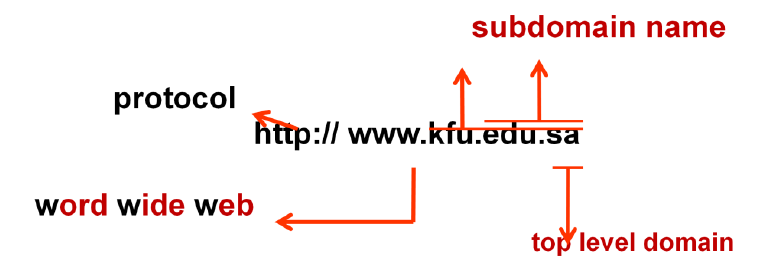 subdomain name
protocol
http:// www.kfu.edu.sa
word wide web
top level domain